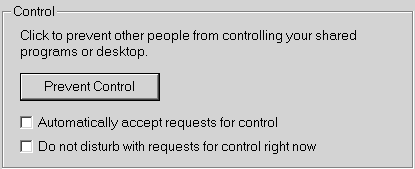 Control
Click to prevent other people from controlling your shared
programs or desktop.
Prevent Control
Automatically accept requests for control
Do not disturb with requests for control right now